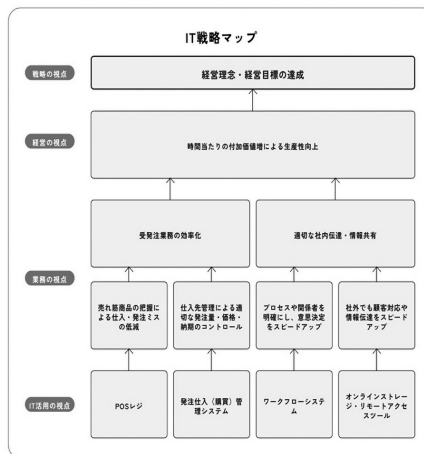 IT戦略マップ
戦略の視点
経営理念・経営目標の達成
経営の視点
時間当たりの付加価値増による生産性向上
受発注業務の効率化
適切な社内伝達・情報共有
業務の視点
売れ筋商品の把握に
よる仕入・発注ミス
の低減
仕入先管理による適
切な発注量・価格・
納期のコントロール
プロセスや関係者を
明確にし、意思決定
をスピードアップ
社外でも顧客対応や
情報伝達をスピード
アップ
IT活用の視点
POSレジ
発注仕入（購買）管
理システム
ワークフローシステ
ム
オンラインストレー
ジ・リモートアクセ
スツール